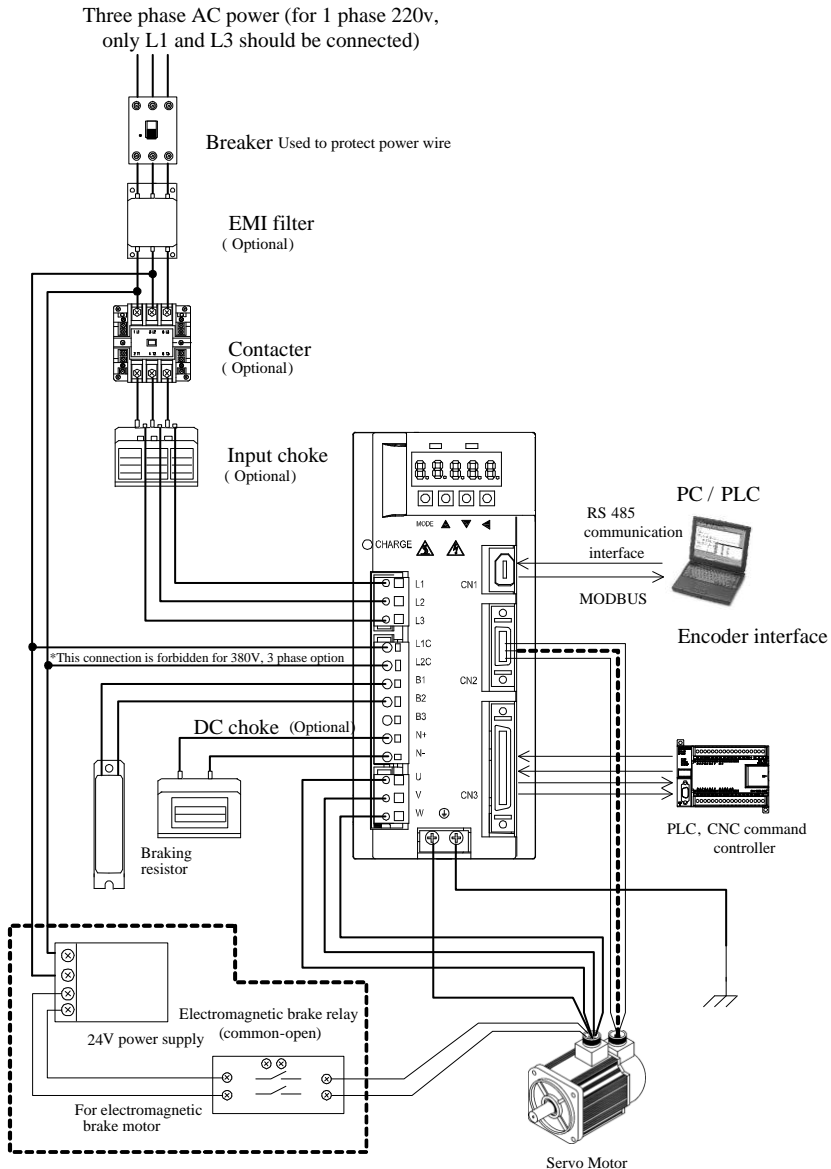 Three phase AC power (for 1 phase 220v,
only L1 and L3 should be connected)
Breaker Used to protect power wire
EMI filter
( Optional)
Contacter
( Optional)
Input choke
( Optional)
88888
MODE
CHARGE
PC / PLC
RS 485
communication
interface
MODBUS
CN1
L1
L2
L3
Encoder interface
L1C
*This connection is forbidden for 380V, 3 phase option
L2C
CN2
B1
B2
B3
DC choke (Optional)
N+
N-
U
V
W
CN3
PLC, CNC command
controller
Braking
resistor
24V power supply
Electromagnetic brake relay
(common-open)
For electromagnetic
brake motor
Servo Motor